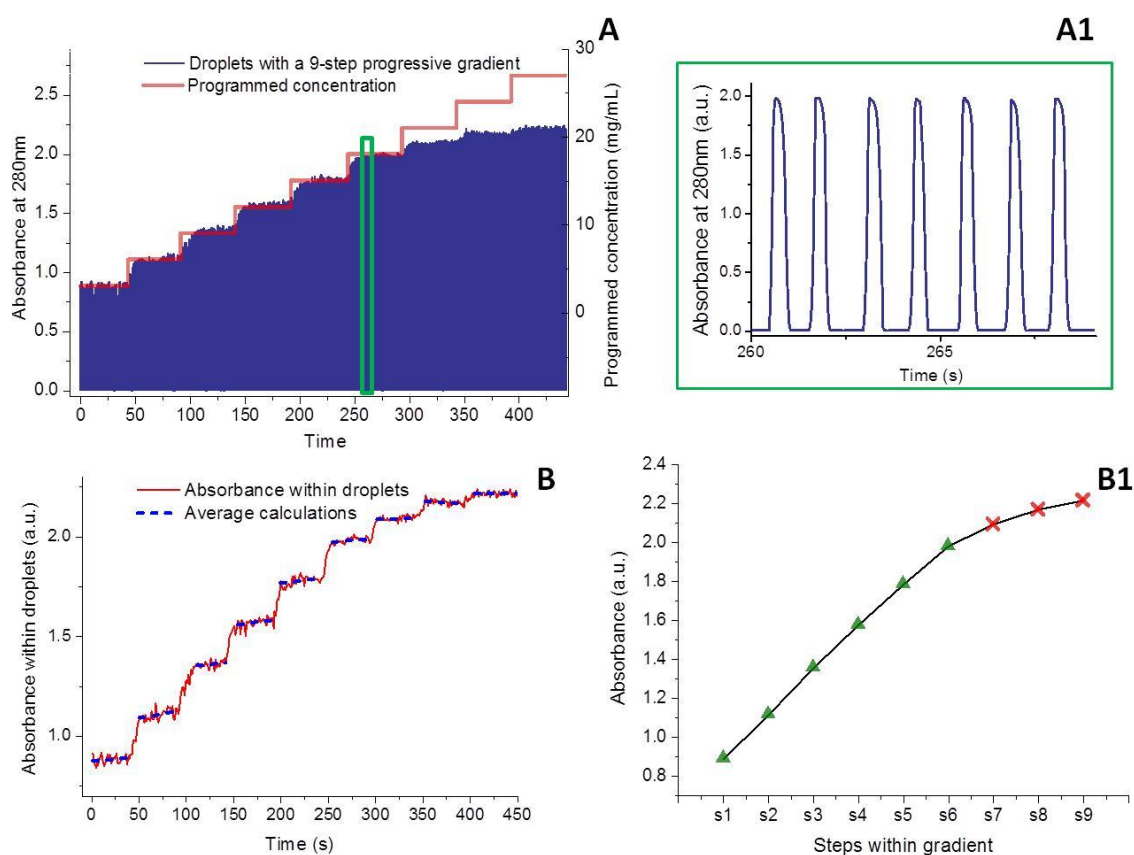 A
Droplets with a 9-step progressive gradient
Programmed concentration
Absorbance at 280nm
2.5
2.0
1.5
1.0
0.5
0.0
0 50 100 150 200 250 300 350 400
Time
30
20
10
0
Programmed concentration (mg/mL)
A1
Absorbance at 280nm (a.u.)
2.0
1.5
1.0
0.5
0.0
260 265
Time (s)
B
Absorbance within droplets
Average calculations
Absorbance within droplets (a.u.)
2.0
1.5
1.0
0 50 100 150 200 250 300 350 400 450
Time (s)
B1
Absorbance (a.u.)
2.4
2.2
2.0
1.8
1.6
1.4
1.2
1.0
0.8
s1 s2 s3 s4 s5 s6 s7 s8 s9
Steps within gradient